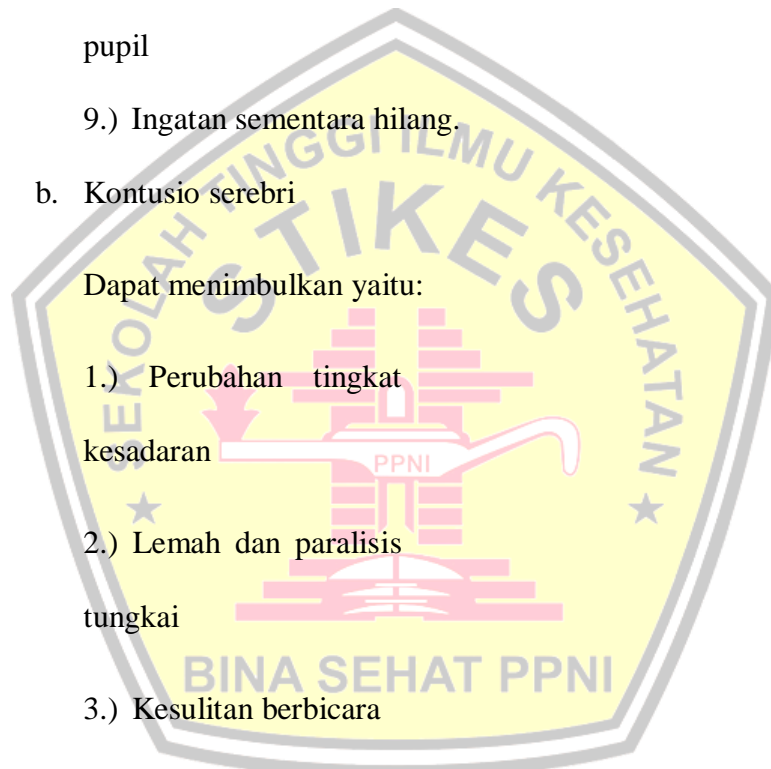 pupil
9.) Ingatan sementara hilang.
b. Kontusio serebri
Dapat menimbulkan yaitu:
1.) Perubahan tingkat
kesadaran
2.) Lemah dan paralisis
tungkai
3.) Kesulitan berbicara
SEKOLAH TINGGI ILMU KESEHATAN
STIKES
PPNI
BINA SEHAT PPNI